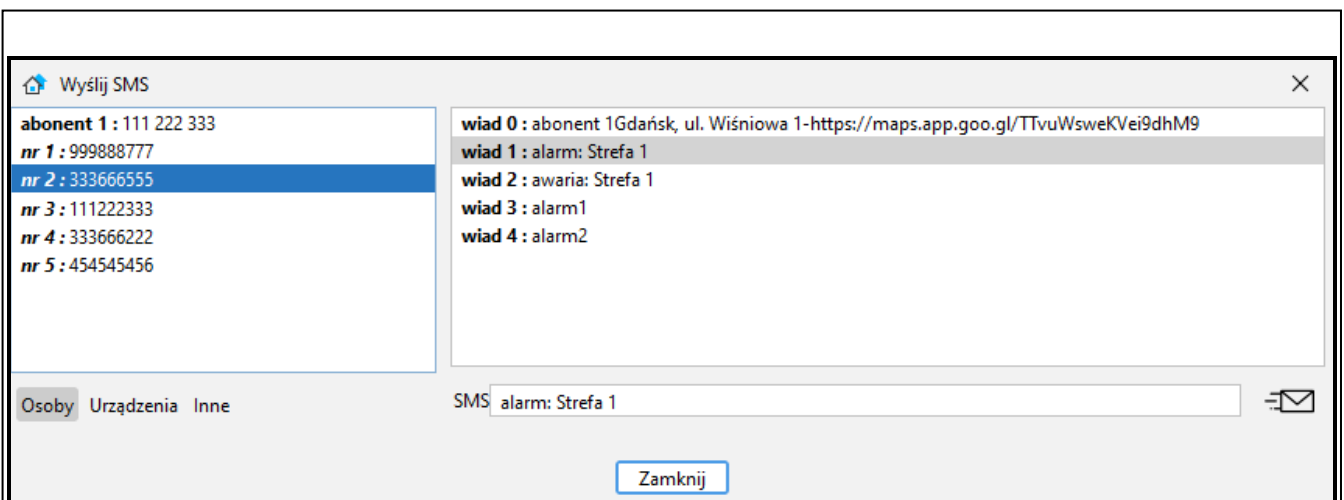 Wyślij SMS
abonent 1 : 111 222 333
nr 1 : 999888777
nr 2 : 333666555
nr 3 : 111222333
nr 4 : 333666222
nr 5 : 454545456
wiad 0 : abonent 1Gdańsk, ul. Wiśniowa 1-https://maps.app.goo.gl/TTvuWsweKVei9dhM9
wiad 1 : alarm: Strefa 1
wiad 2 : awaria: Strefa 1
wiad 3 : alarm1
wiad 4 : alarm2
Osoby Urządzenia Inne
SMS alarm: Strefa 1
Zamknij